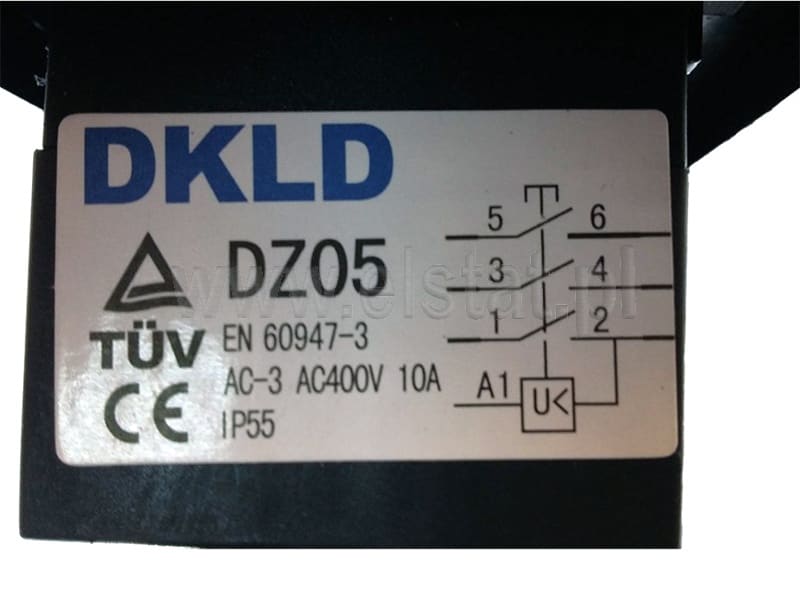 DKLD
DZ05
TÜV
CE
EN 60947-3
AC-3 AC400V 10A
IP55
5 6
3 4
1 2
A1 U<
www.elstat.pl